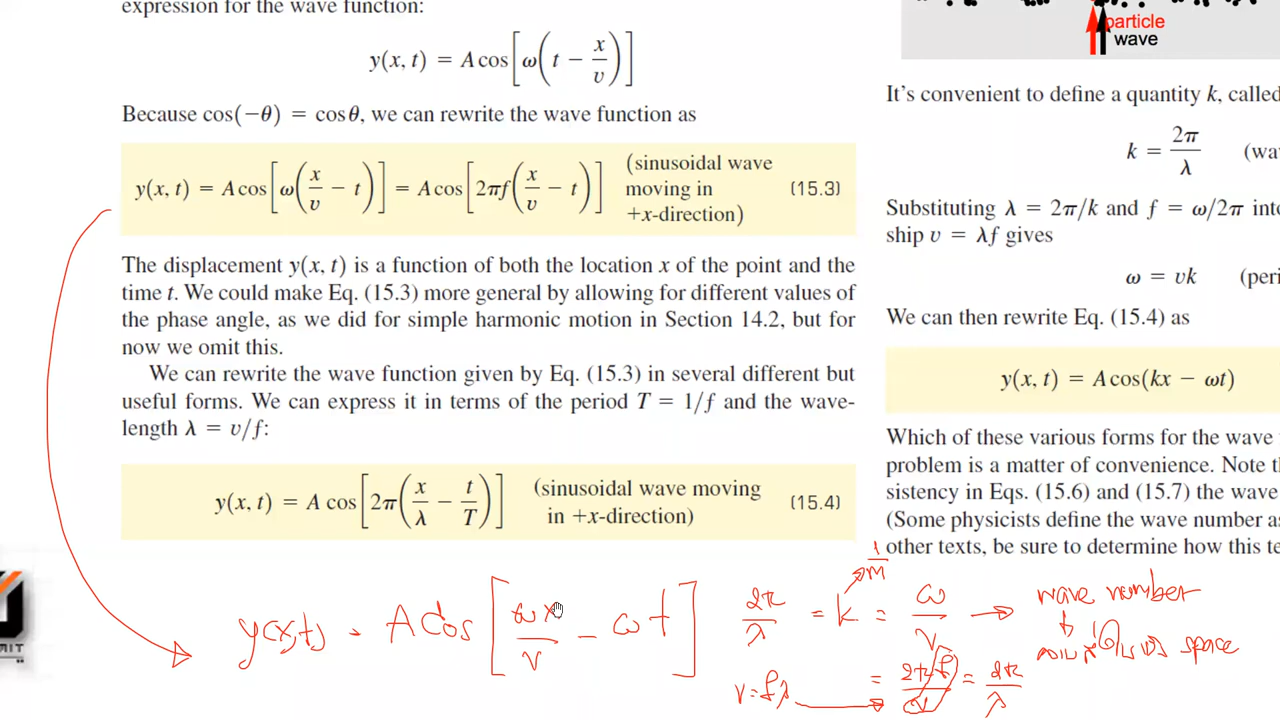 expression for the wave function:
y(x, t) = A cos[ω(t − x/v)]
Because cos(−θ) = cosθ, we can rewrite the wave function as
y(x, t) = A cos[ω(x/v − t)] = A cos[2πf(x/v − t)] (sinusoidal wave moving in +x-direction) (15.3)
The displacement y(x, t) is a function of both the location x of the point and the
time t. We could make Eq. (15.3) more general by allowing for different values of
the phase angle, as we did for simple harmonic motion in Section 14.2, but for
now we omit this.
We can rewrite the wave function given by Eq. (15.3) in several different but
useful forms. We can express it in terms of the period T = 1/f and the wave-
length λ = v/f:
y(x, t) = A cos[2π(x/λ − t/T)] (sinusoidal wave moving in +x-direction) (15.4)
particle
wave
It's convenient to define a quantity k, called
k = 2π/λ (wa
Substituting λ = 2π/k and f = ω/2π into
ship v = λf gives
ω = vk (peri
We can then rewrite Eq. (15.4) as
y(x, t) = A cos(kx − ωt)
Which of these various forms for the wave
problem is a matter of convenience. Note th
sistency in Eqs. (15.6) and (15.7) the wave
(Some physicists define the wave number as
other texts, be sure to determine how this te
1/m
y(x,t) = A cos [ωx/v − ωt]
2π/λ = k = ω/v → wave number
space
v = fλ → = 2πf/v = 2π/λ
MIT